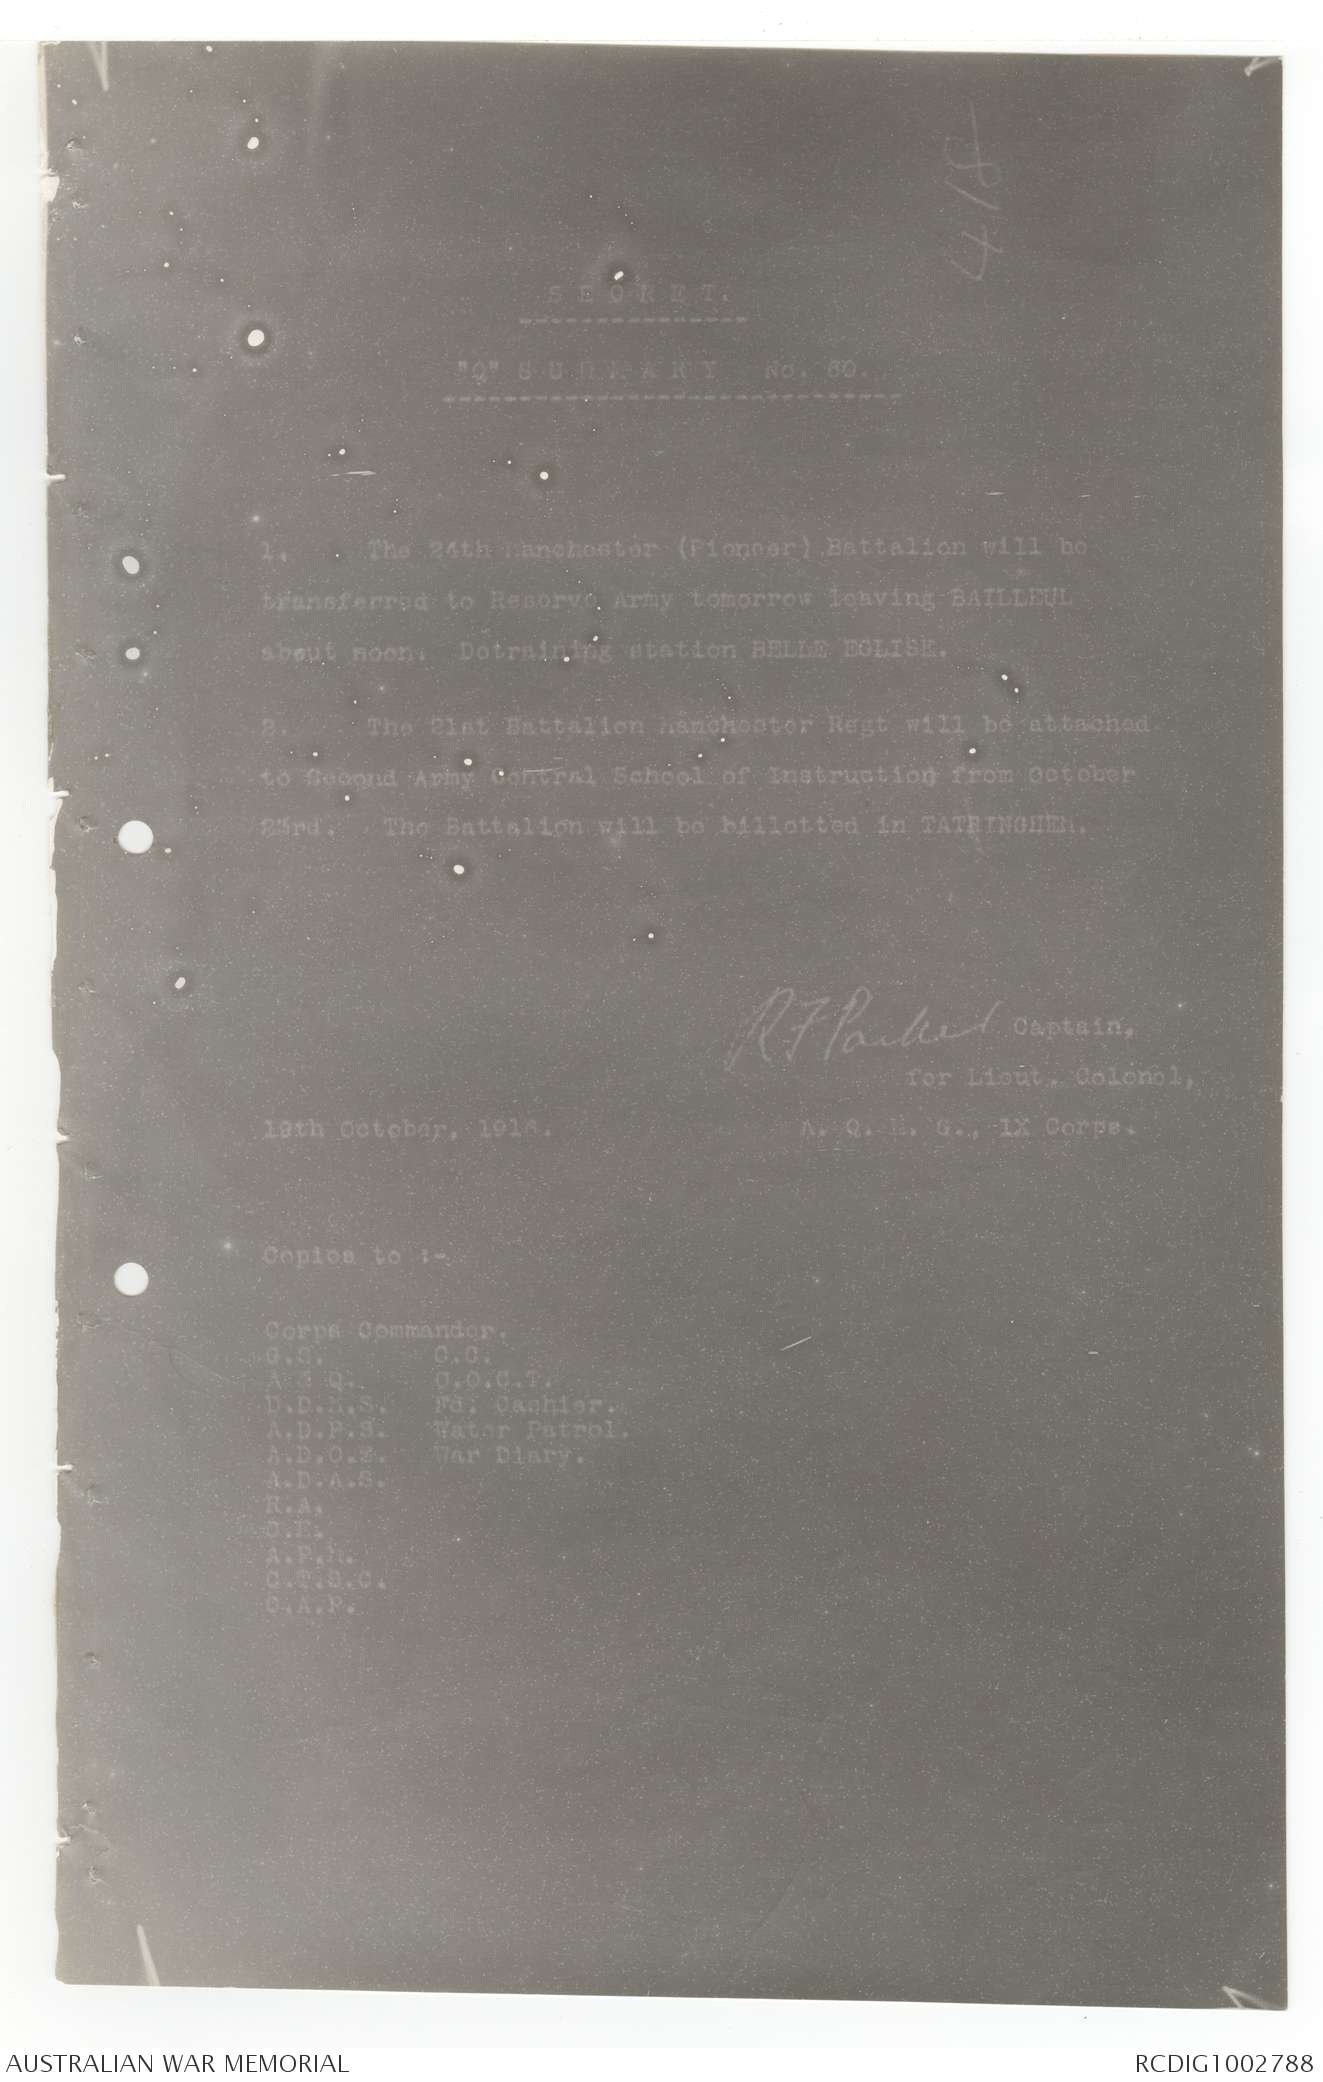 418
SECRET.
"Q" SUMMARY No. 60.
1. The 24th Manchester (Pioneer) Battalion will be
transferred to Reserve Army tomorrow leaving BAILLEUL
about noon. Detraining station BELLE EGLISE.
2. The 21st Battalion Manchester Regt will be attached
to Second Army Central School of Instruction from October
23rd. The Battalion will be billetted in TATRINGHEM.
R F Parker Captain,
for Lieut. Colonel,
19th October, 1916. A. Q. M. G., IX Corps.
Copies to :-
Corps Commander.
G.S. C.C.
A & Q. G.O.C.T.
D.D.M.S. Fd. Cashier.
A.D.P.S. Water Patrol.
A.D.O.S. War Diary.
A.D.A.S.
R.A.
C.E.
A.P.M.
C.T.S.O.
C.A.P.
AUSTRALIAN WAR MEMORIAL RCDIG1002788